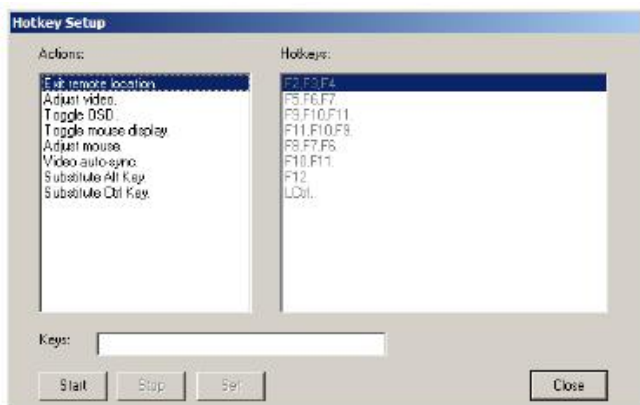 Hotkey Setup
Actions: Hotkeys:
Exit remote location. F2,F3,F4.
Adjust video. F5,F6,F7.
Toggle OSD. F9,F10,F11.
Toggle mouse display. F11,F10,F9.
Adjust mouse. F8,F7,F6.
Video auto-sync. F10,F11.
Substitute Alt Key. F12.
Substitute Ctrl Key. LCtrl.
Keys:
Start Stop Set Close